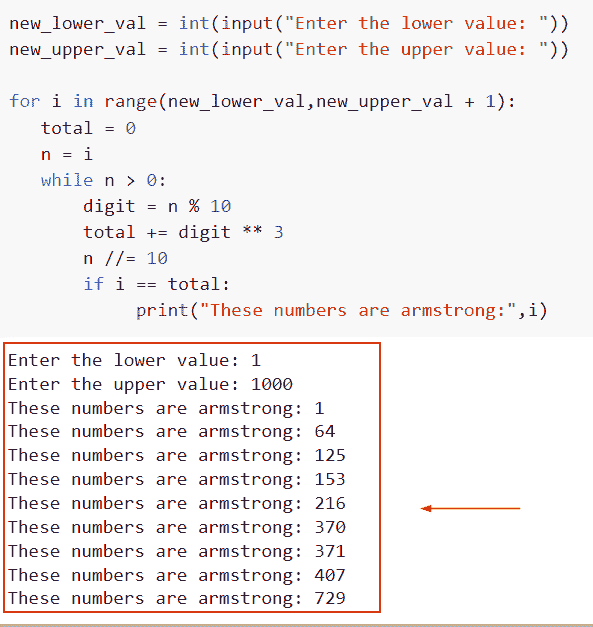 new_lower_val = int(input("Enter the lower value: "))
new_upper_val = int(input("Enter the upper value: "))
for i in range(new_lower_val,new_upper_val + 1):
total = 0
n = i
while n > 0:
digit = n % 10
total += digit ** 3
n //= 10
if i == total:
print("These numbers are armstrong:",i)
Enter the lower value: 1
Enter the upper value: 1000
These numbers are armstrong: 1
These numbers are armstrong: 64
These numbers are armstrong: 125
These numbers are armstrong: 153
These numbers are armstrong: 216
These numbers are armstrong: 370
These numbers are armstrong: 371
These numbers are armstrong: 407
These numbers are armstrong: 729